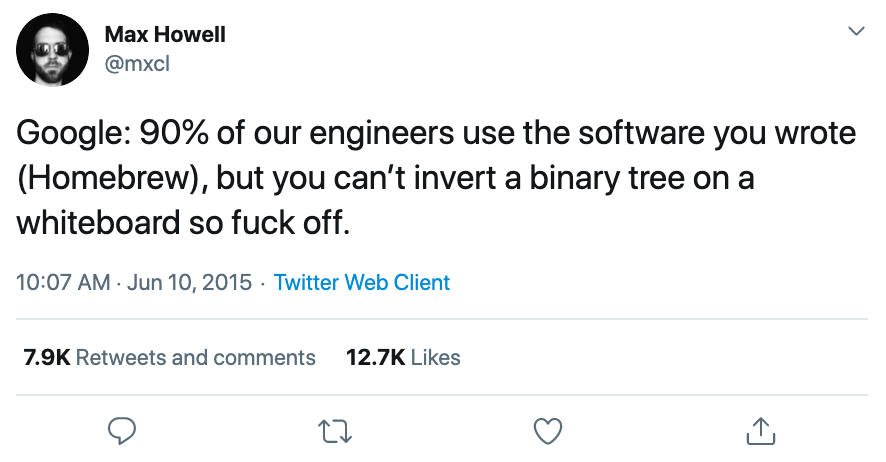 Max Howell
@mxcl
Google: 90% of our engineers use the software you wrote
(Homebrew), but you can’t invert a binary tree on a
whiteboard so fuck off.
10:07 AM · Jun 10, 2015 · Twitter Web Client
7.9K Retweets and comments 12.7K Likes